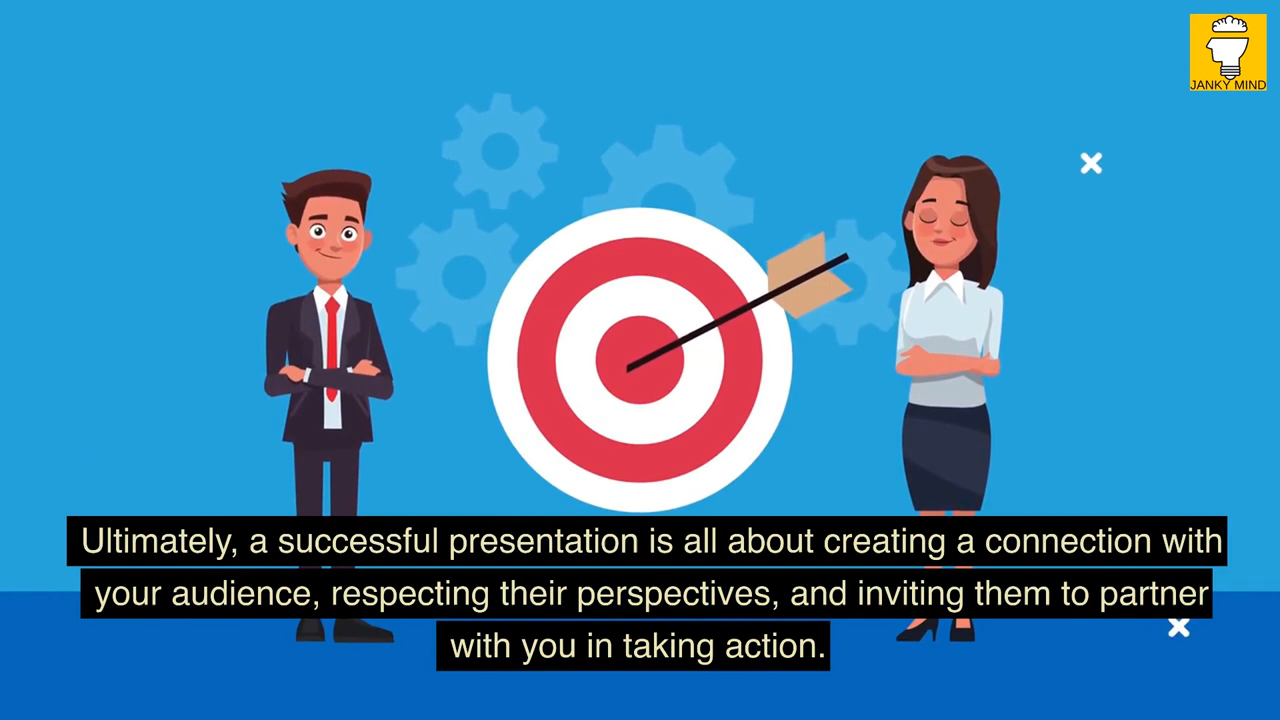 JANKY MIND
Ultimately, a successful presentation is all about creating a connection with
your audience, respecting their perspectives, and inviting them to partner
with you in taking action.